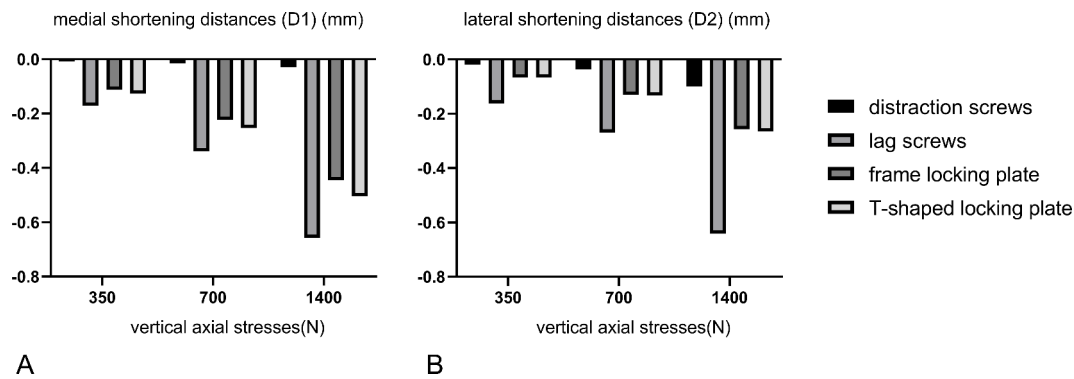 medial shortening distances (D1) (mm)
0.0
-0.2
-0.4
-0.6
-0.8
350 700 1400
vertical axial stresses(N)
A
lateral shortening distances (D2) (mm)
0.0
-0.2
-0.4
-0.6
-0.8
350 700 1400
vertical axial stresses(N)
B
distraction screws
lag screws
frame locking plate
T-shaped locking plate